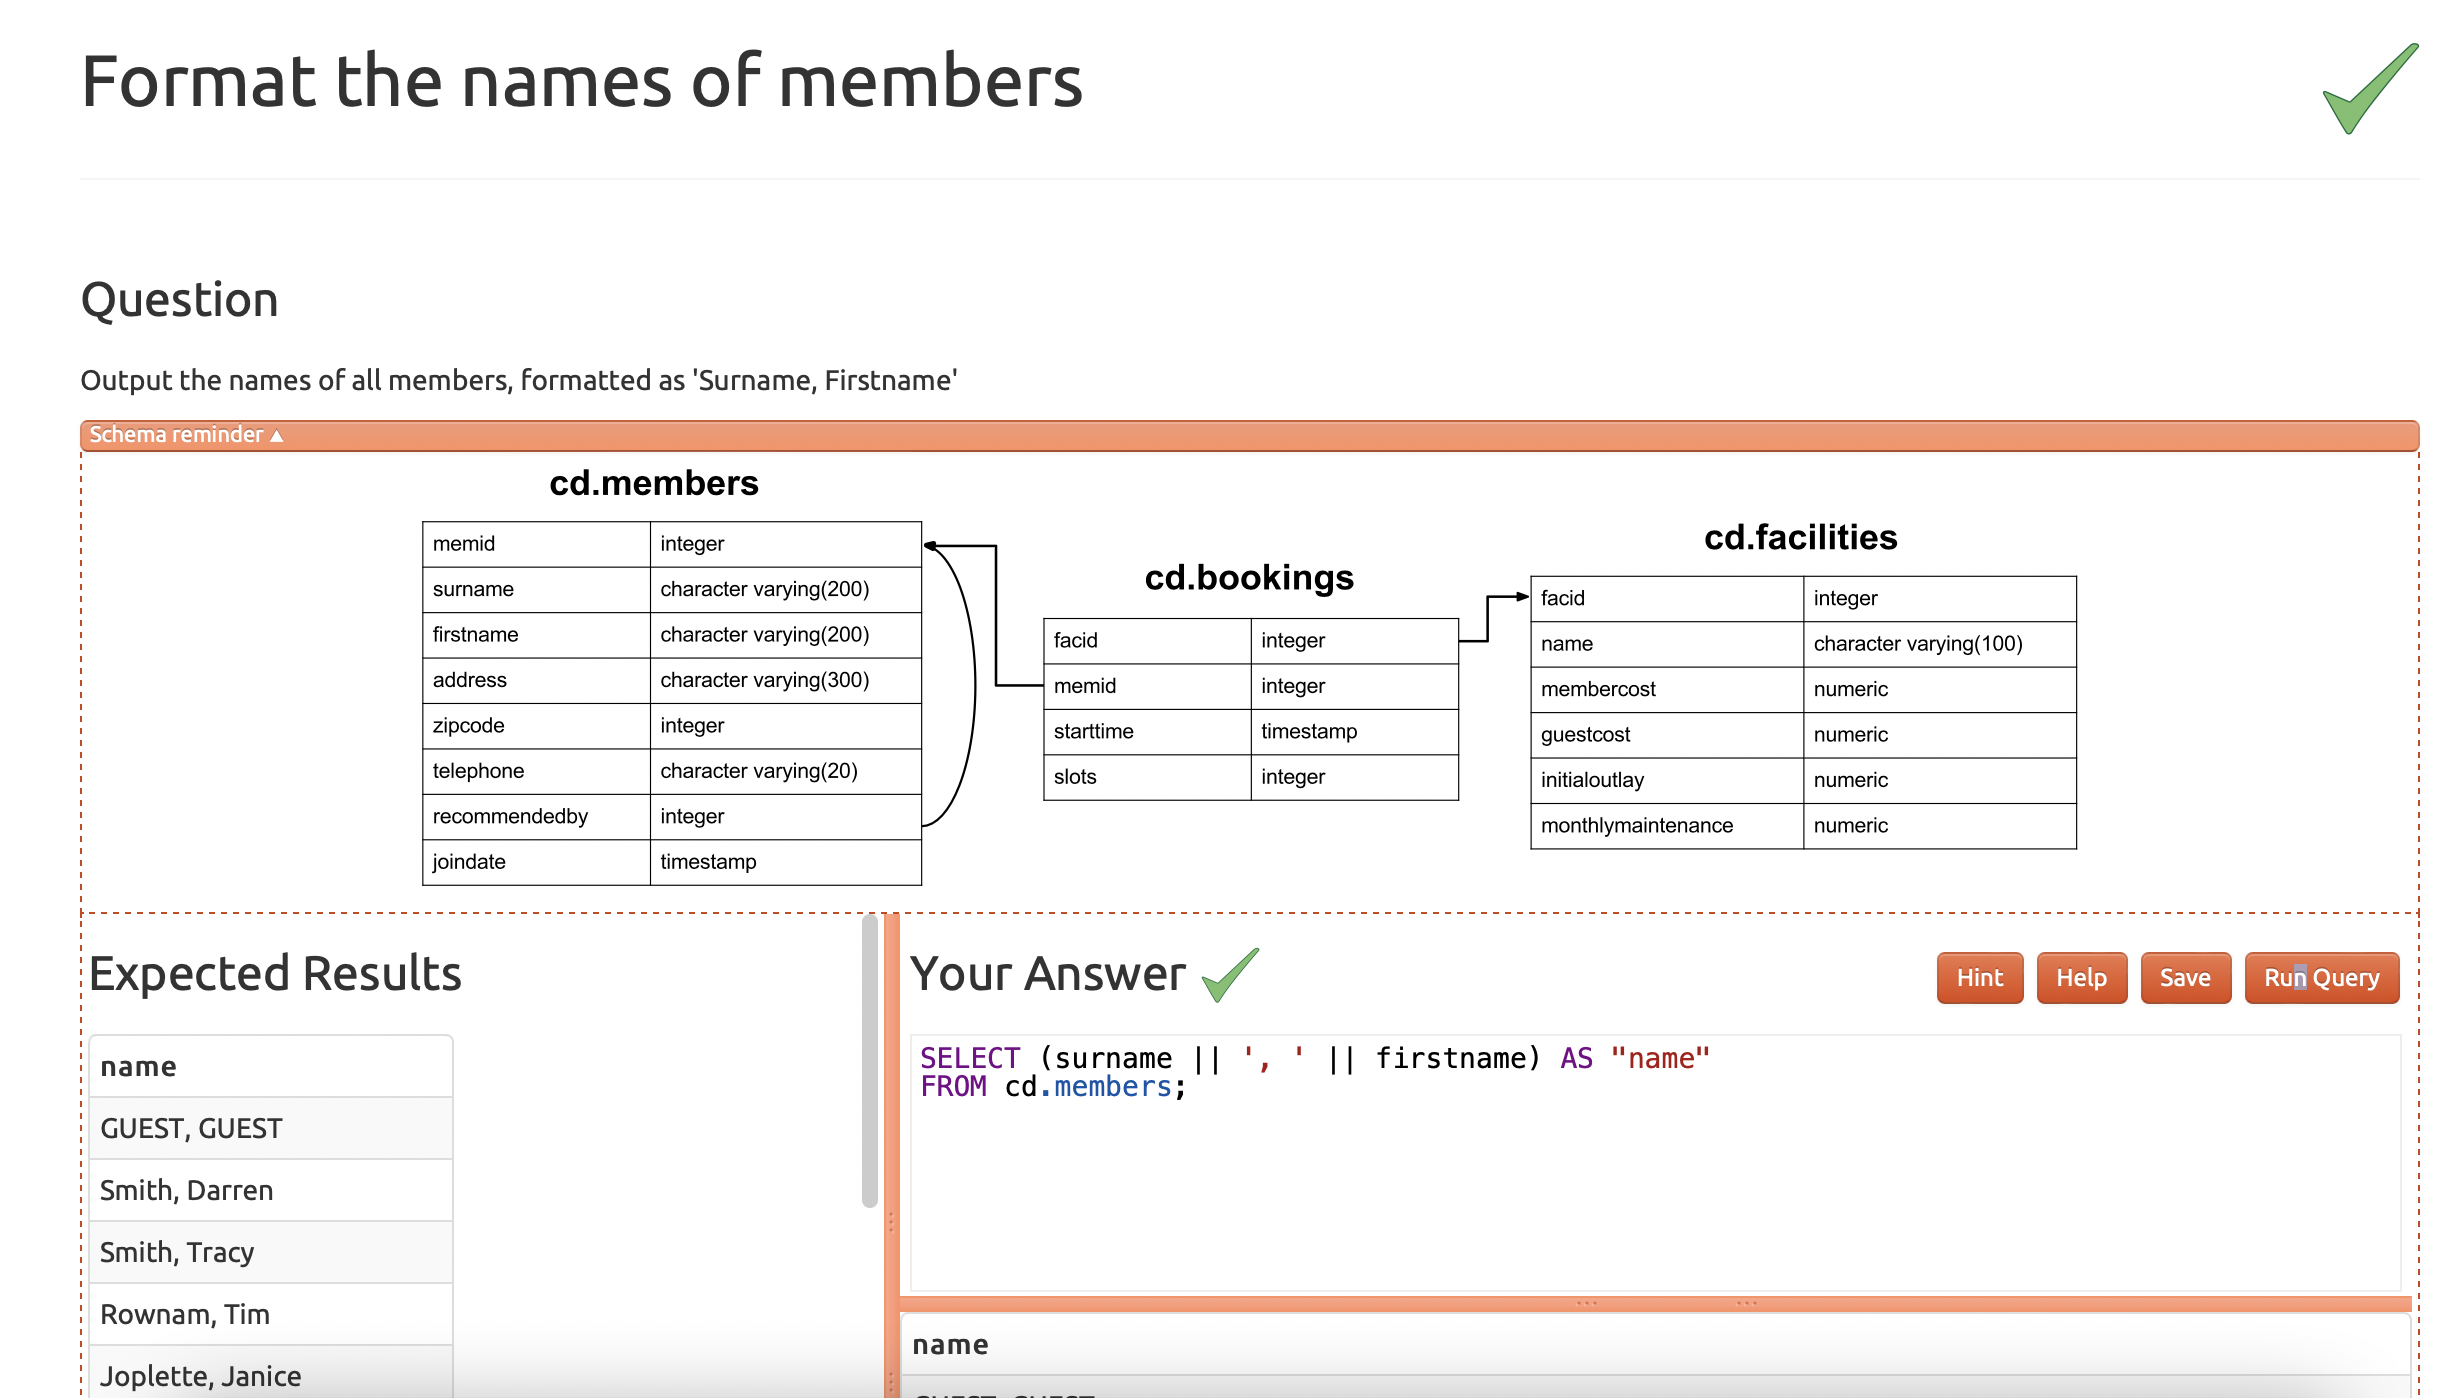 Format the names of members
Question
Output the names of all members, formatted as 'Surname, Firstname'
Schema reminder
cd.members
memid integer
surname character varying(200)
firstname character varying(200)
address character varying(300)
zipcode integer
telephone character varying(20)
recommendedby integer
joindate timestamp
cd.bookings
facid integer
memid integer
starttime timestamp
slots integer
cd.facilities
facid integer
name character varying(100)
membercost numeric
guestcost numeric
initialoutlay numeric
monthlymaintenance numeric
Expected Results
name
GUEST, GUEST
Smith, Darren
Smith, Tracy
Rownam, Tim
Joplette, Janice
Your Answer
Hint Help Save Run Query
SELECT (surname || ', ' || firstname) AS "name"
FROM cd.members;
name